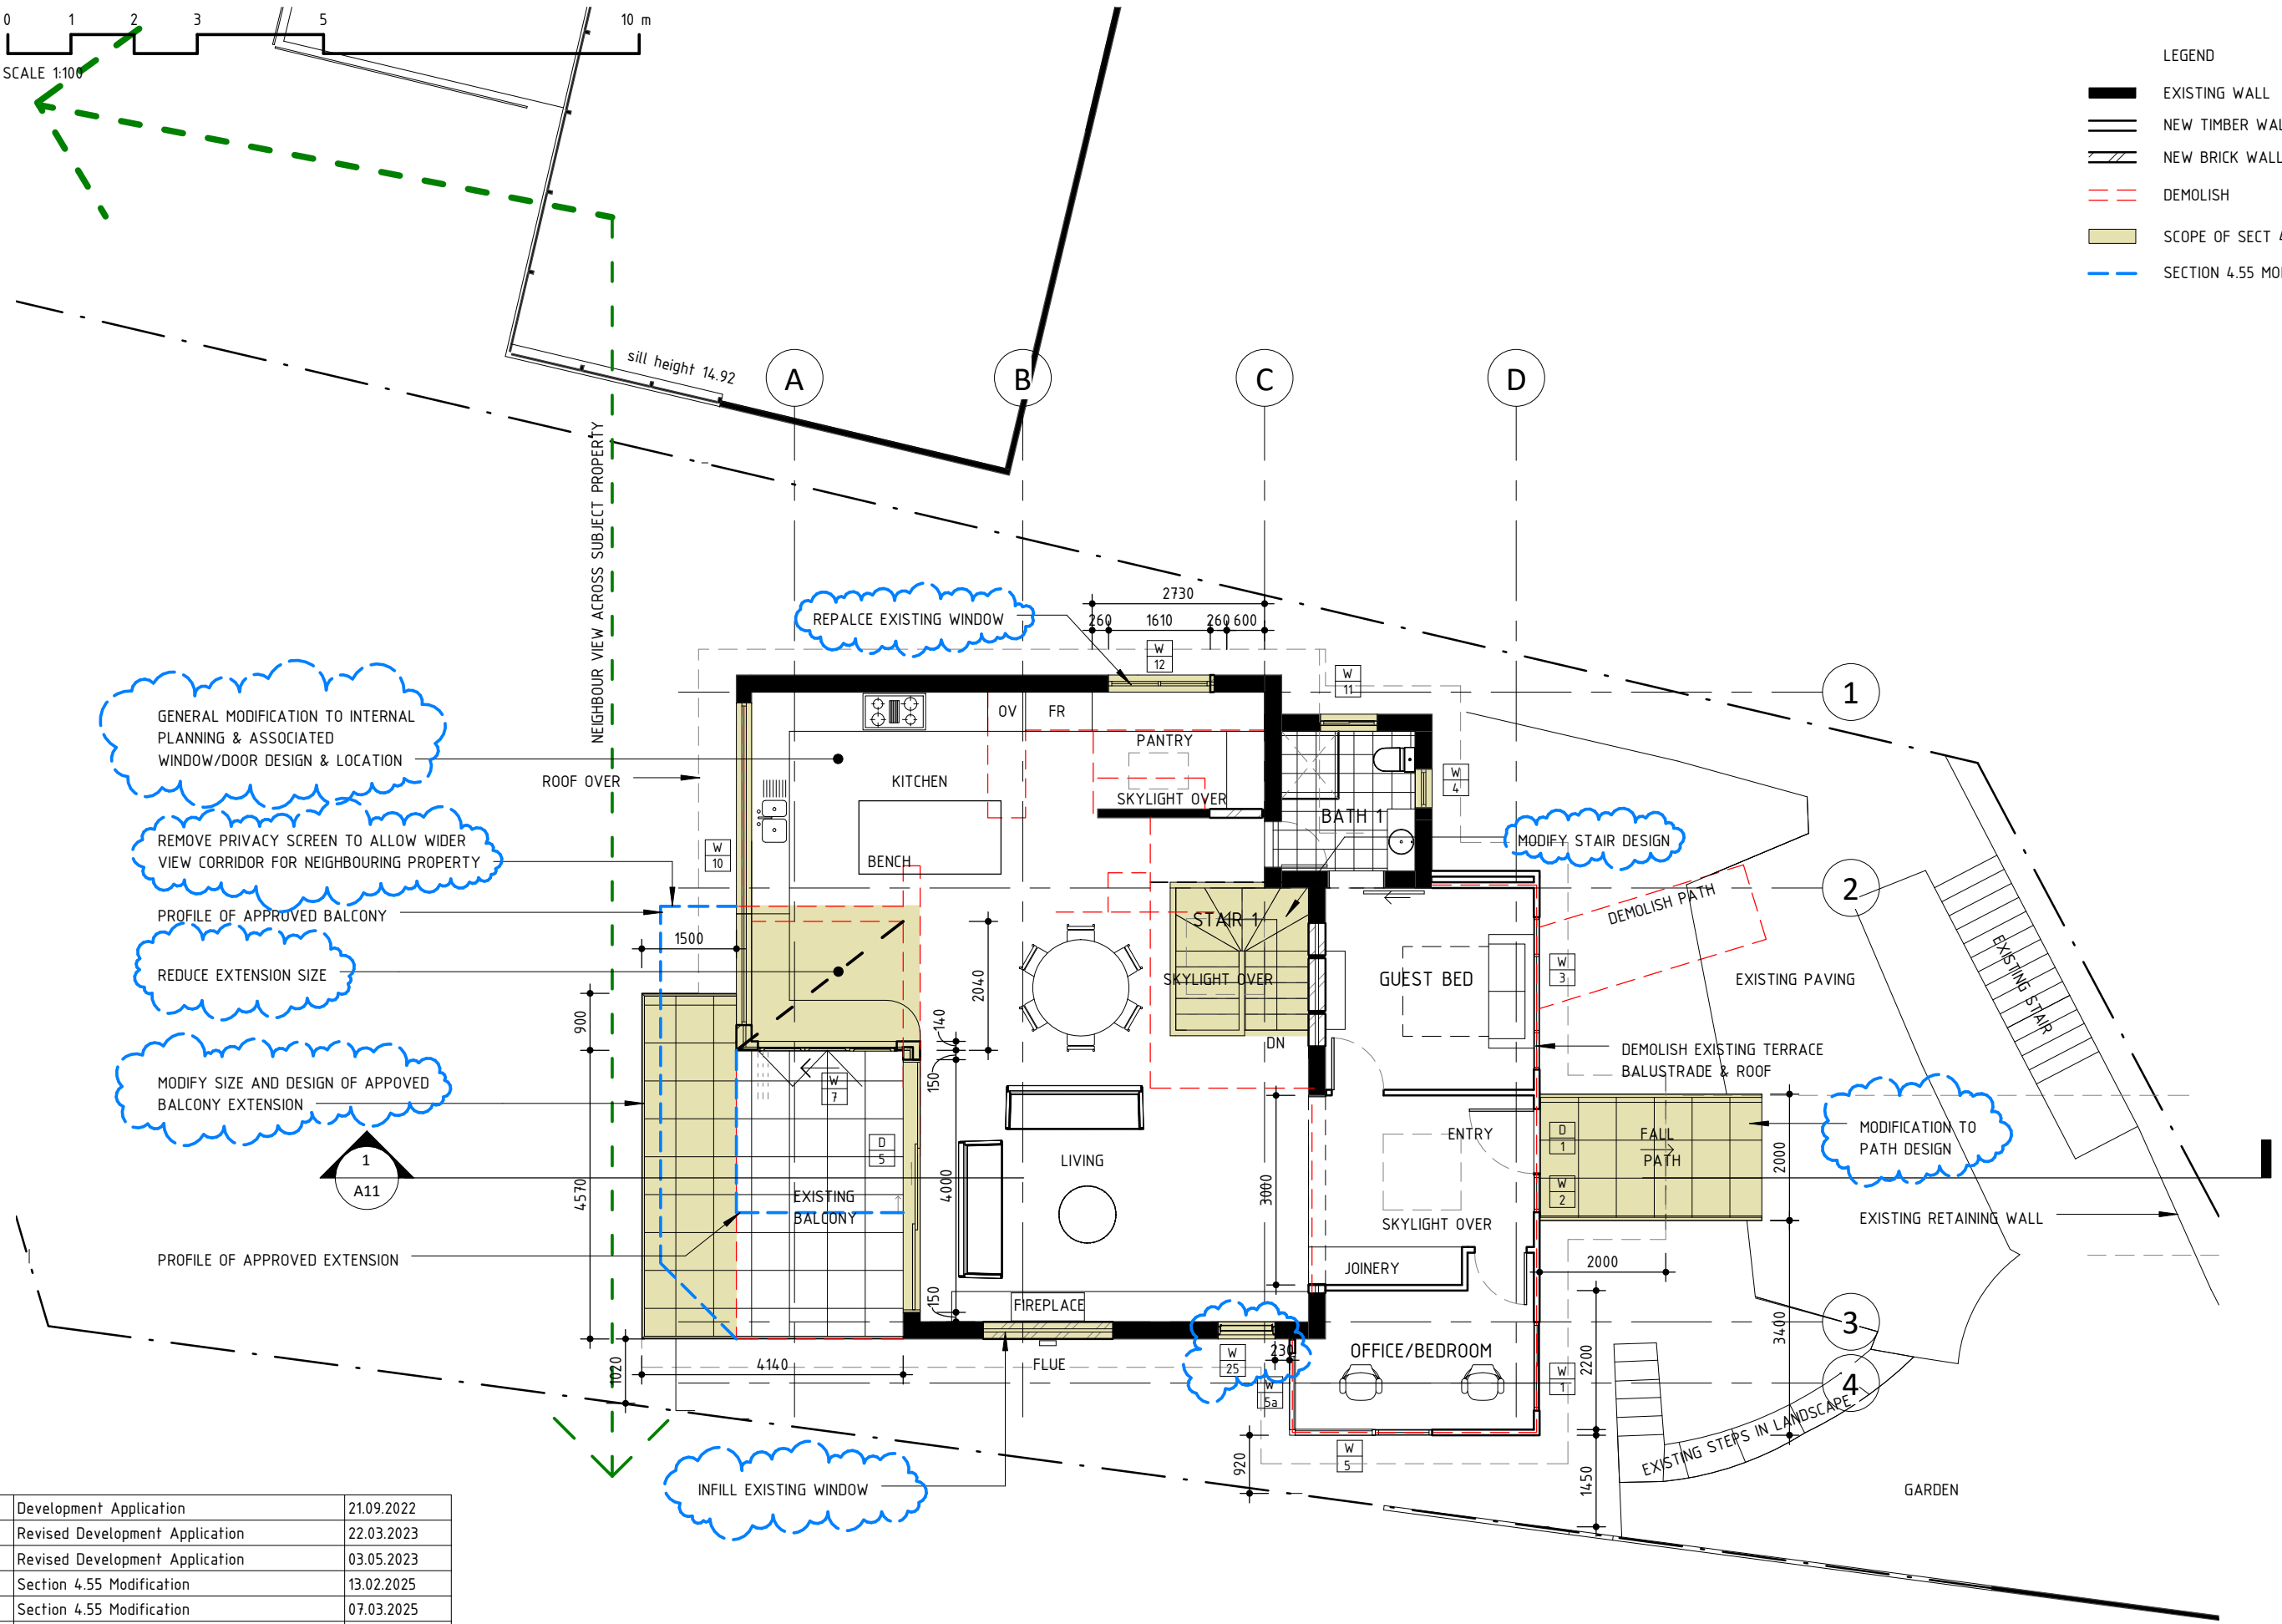 0 1 2 3 5 10 m
SCALE 1:100
LEGEND
EXISTING WALL
NEW TIMBER WAL
NEW BRICK WALL
DEMOLISH
SCOPE OF SECT 4
SECTION 4.55 MO
sill height 14.92
A B C D
NEIGHBOUR VIEW ACROSS SUBJECT PROPERTY
2730
REPALCE EXISTING WINDOW
260 1610 260 600
W
12
W
11
1
GENERAL MODIFICATION TO INTERNAL
PLANNING & ASSOCIATED
WINDOW/DOOR DESIGN & LOCATION
OV FR
PANTRY
ROOF OVER
KITCHEN
SKYLIGHT OVER
W
4
BATH 1
REMOVE PRIVACY SCREEN TO ALLOW WIDER
VIEW CORRIDOR FOR NEIGHBOURING PROPERTY
W
10
BENCH
MODIFY STAIR DESIGN
2
PROFILE OF APPROVED BALCONY
STAIR 1
DEMOLISH PATH
1500
REDUCE EXTENSION SIZE
2040
SKYLIGHT OVER
GUEST BED
W
3
EXISTING PAVING
EXISTING STAIR
900
140
DN
DEMOLISH EXISTING TERRACE
BALUSTRADE & ROOF
MODIFY SIZE AND DESIGN OF APPOVED
BALCONY EXTENSION
W
7
150
D
5
ENTRY
D
1
FALL
PATH
2000
MODIFICATION TO
PATH DESIGN
1
A11
LIVING
4570
4000
3000
W
2
EXISTING
BALCONY
SKYLIGHT OVER
EXISTING RETAINING WALL
PROFILE OF APPROVED EXTENSION
JOINERY
2000
150
FIREPLACE
3
3400
1020
4140
FLUE
W
25
230
OFFICE/BEDROOM
2200
W
5a
W
1
4
EXISTING STEPS IN LANDSCAPE
920
W
5
1450
INFILL EXISTING WINDOW
GARDEN
Development Application 21.09.2022
Revised Development Application 22.03.2023
Revised Development Application 03.05.2023
Section 4.55 Modification 13.02.2025
Section 4.55 Modification 07.03.2025